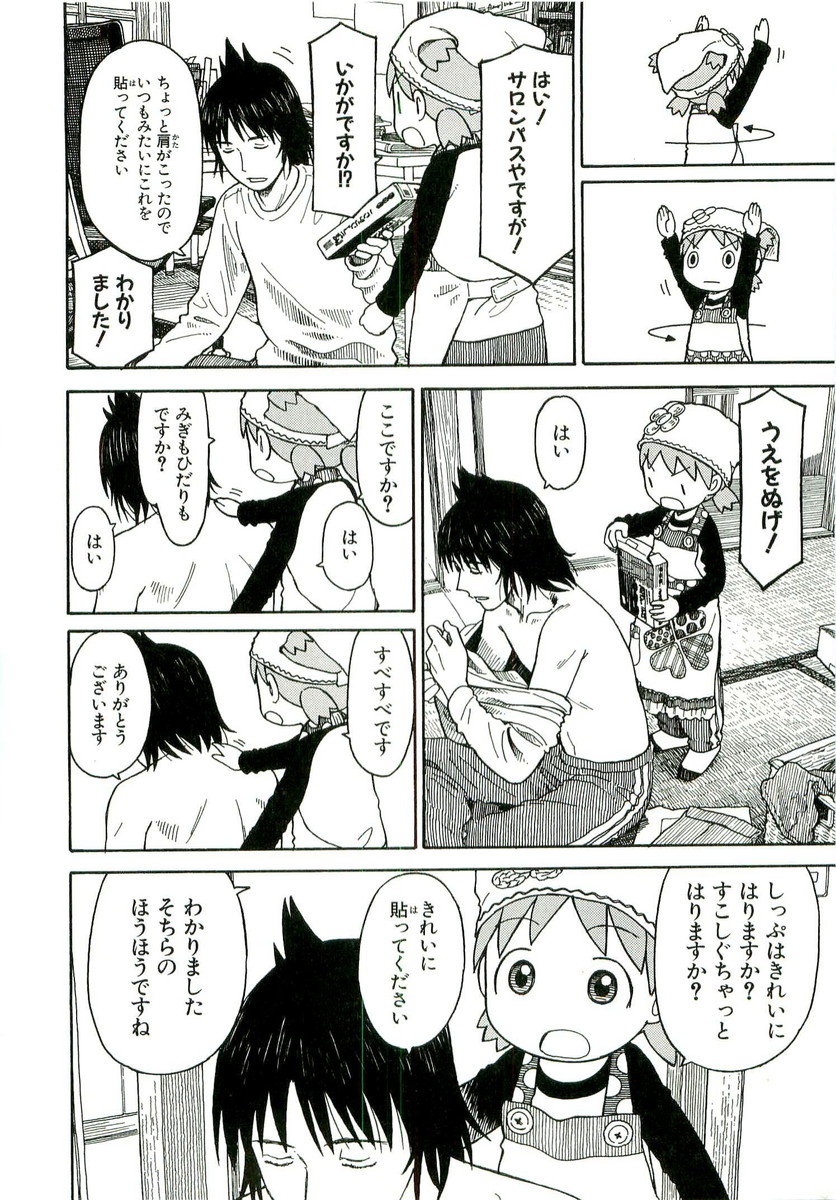 はい！
サロンパスやですが！
いかがですか!?
ちょっと肩がこったので
いつもみたいにこれを
貼ってください
わかり
ました！
うえをぬげ！
はい
ここですか？
はい
みぎもひだりも
ですか？
はい
すべすべです
ありがとう
ございます
しっぷはきれいに
はりますか？
すこしぐちゃっと
はりますか？
きれいに
貼ってください
わかりました
そちらの
ほうほうですね